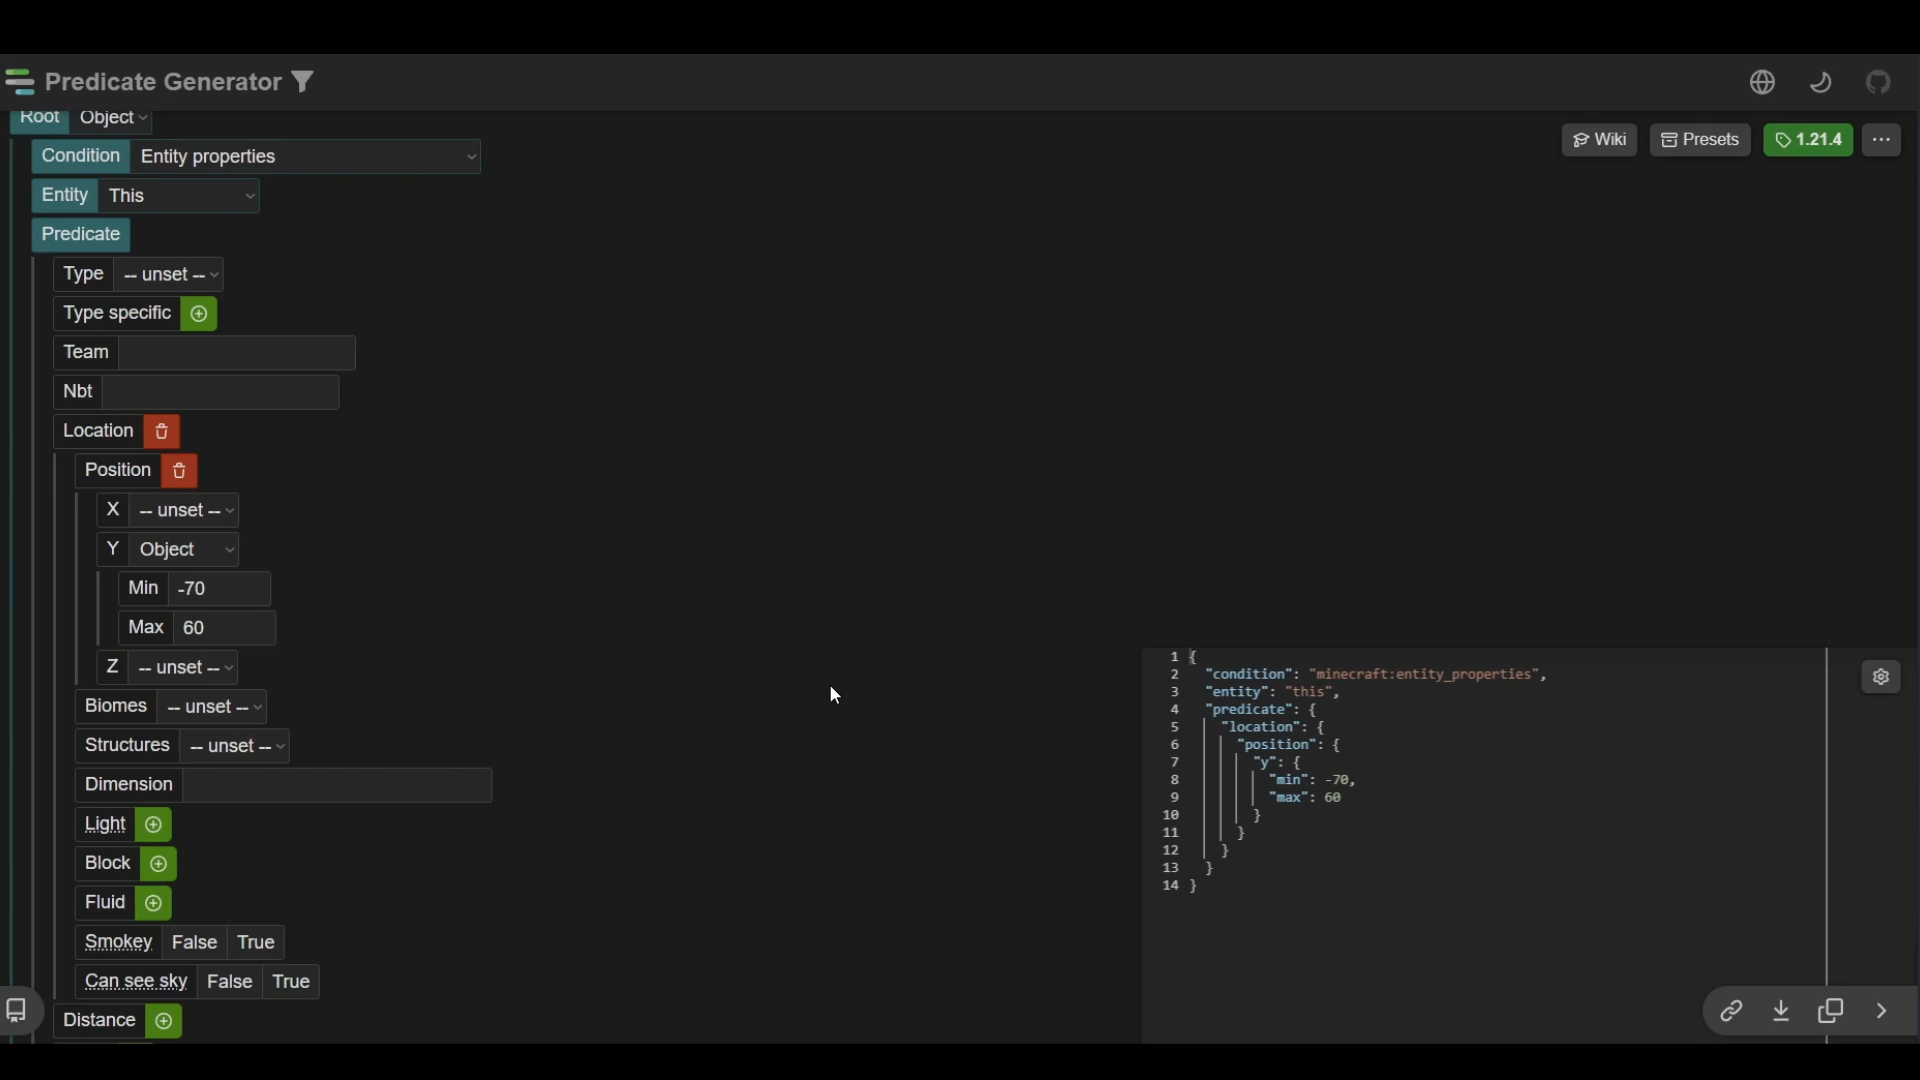 Predicate Generator
Root Object
Wiki Presets 1.21.4
Condition Entity properties
Entity This
Predicate
Type -- unset --
Type specific
Team
Nbt
Location
Position
X -- unset --
Y Object
Min -70
Max 60
Z -- unset --
Biomes -- unset --
Structures -- unset --
Dimension
Light
Block
Fluid
Smokey False True
Can see sky False True
Distance
1 {
2 "condition": "minecraft:entity_properties",
3 "entity": "this",
4 "predicate": {
5 "location": {
6 "position": {
7 "y": {
8 "min": -70,
9 "max": 60
10 }
11 }
12 }
13 }
14 }